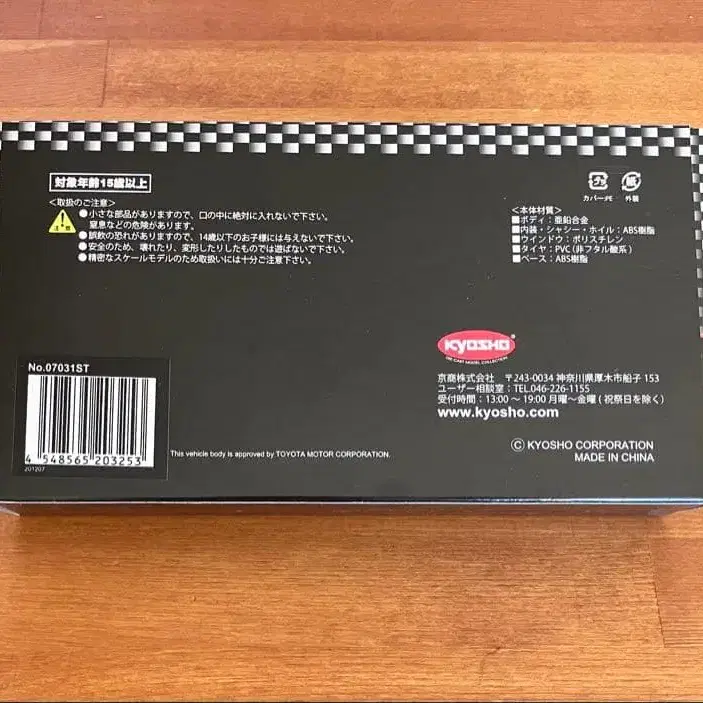 対象年齢15歳以上
<取扱のご注意>
注意
●小さな部品がありますので、口の中に絶対に入れないで下さい。
窒息などの危険があります。
●誤飲の恐れがありますので、14歳以下のお子様には与えないで下さい。
●安全のため、壊れたり、変形したりしたものでは遊ばないで下さい。
●精密なスケールモデルのため取扱いには十分ご注意下さい。
プラ
カバー:PE
紙
外装
<本体材質>
■ボディ:亜鉛合金
■内装・シャシー・ホイル:ABS樹脂
■ウインドウ:ポリスチレン
■タイヤ:PVC(非フタル酸系)
■ベース:ABS樹脂
KYOSHO
DIE-CAST MODEL COLLECTION
京商株式会社 〒243-0034 神奈川県厚木市船子 153
ユーザー相談室:TEL.046-226-1155
受付時間:13:00~19:00 月曜~金曜(祝祭日を除く)
www.kyosho.com
© KYOSHO CORPORATION
MADE IN CHINA
No.07031ST
4 548565 203253
201207
This vehicle body is approved by TOYOTA MOTOR CORPORATION.